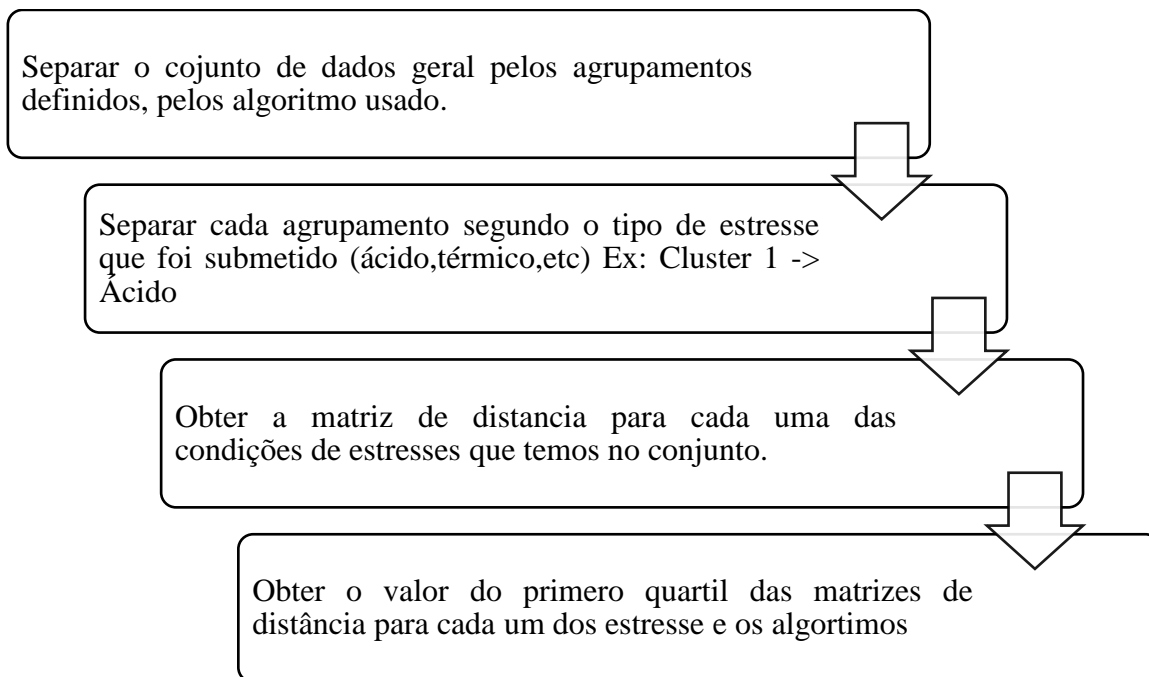 Separar o cojunto de dados geral pelos agrupamentos
definidos, pelos algoritmo usado.
Separar cada agrupamento segundo o tipo de estresse
que foi submetido (ácido,térmico,etc) Ex: Cluster 1 ->
Ácido
Obter a matriz de distancia para cada uma das
condições de estresses que temos no conjunto.
Obter o valor do primero quartil das matrizes de
distância para cada um dos estresse e os algortimos